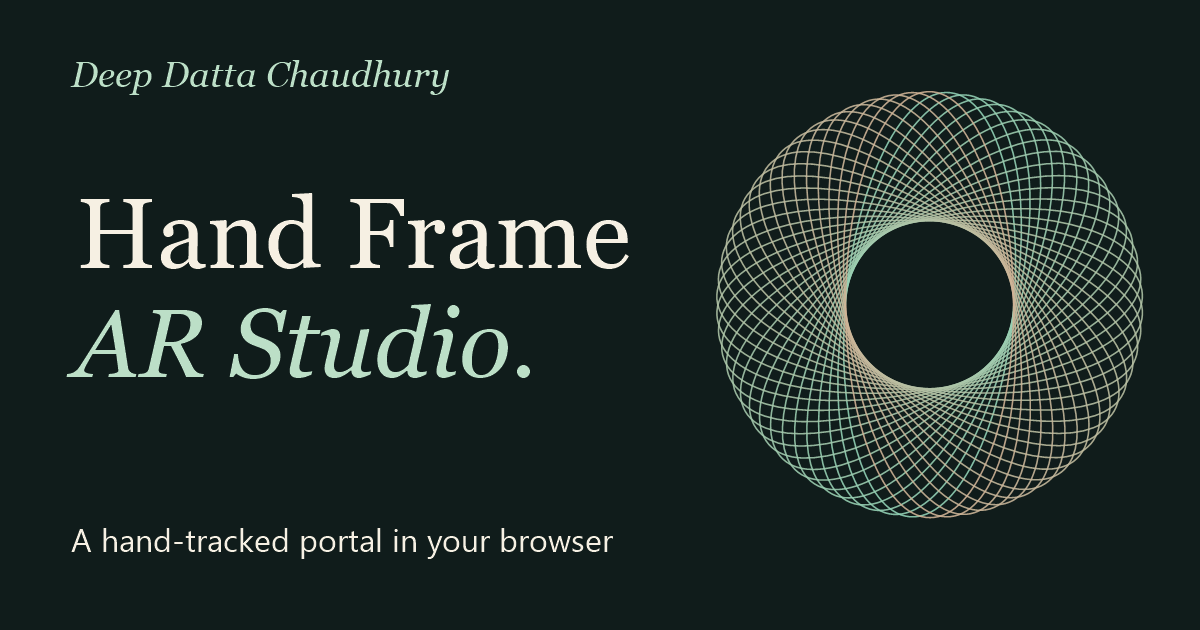 Deep Datta Chaudhury
Hand Frame
AR Studio.
A hand-tracked portal in your browser